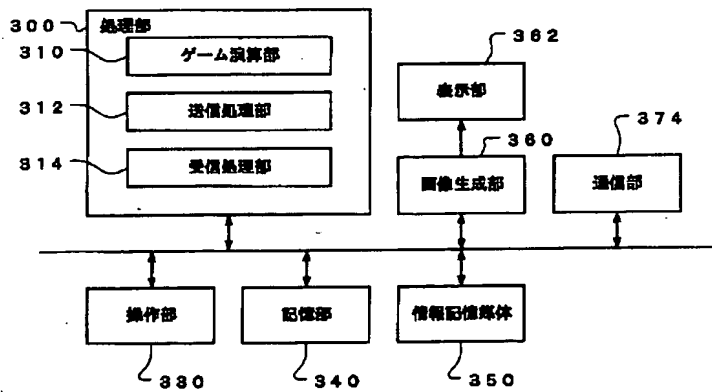 300
処理部
310
ゲーム演算部
312
送信処理部
314
受信処理部
362
表示部
360
画像生成部
374
通信部
操作部
330
記憶部
340
情報記憶媒体
350